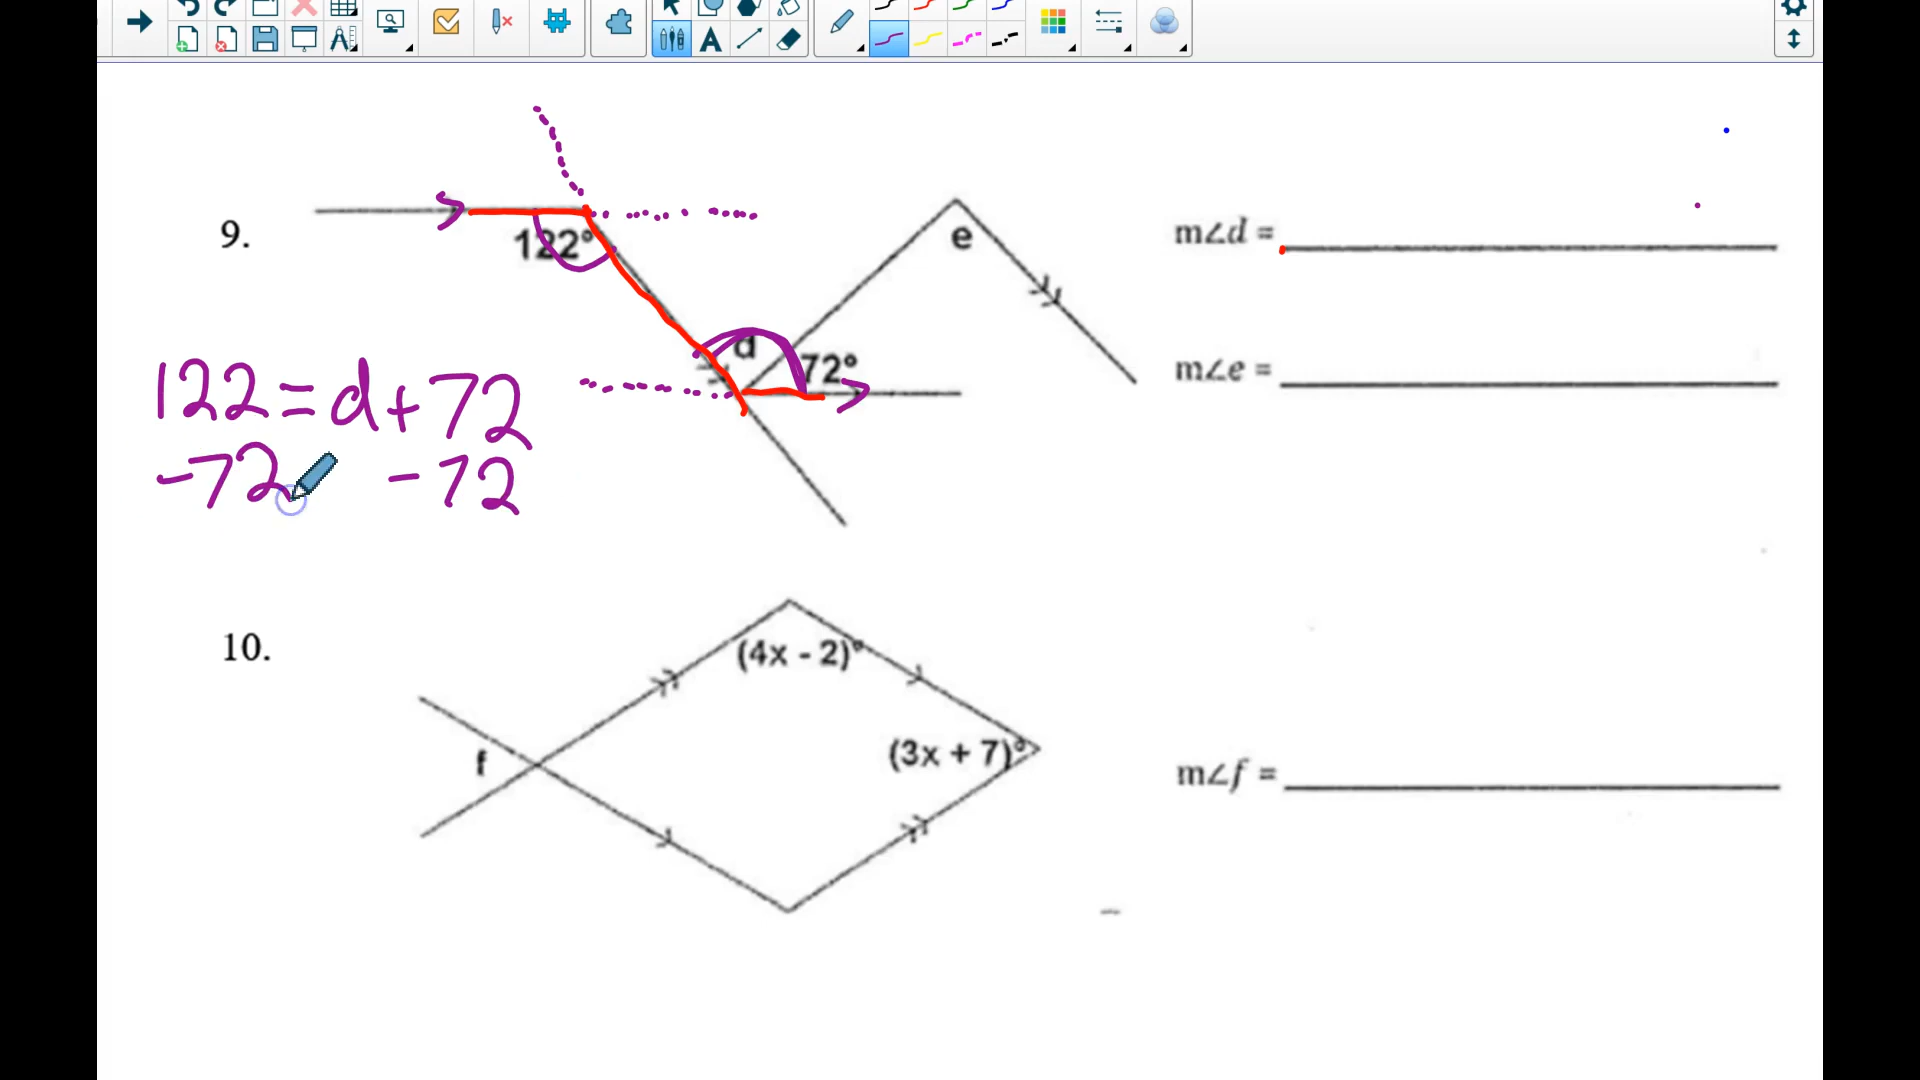 9.
122°
e
m∠d =
d
72°
m∠e =
122=d+72
-72 -72
10.
(4x - 2)°
f
(3x + 7)°
m∠f =